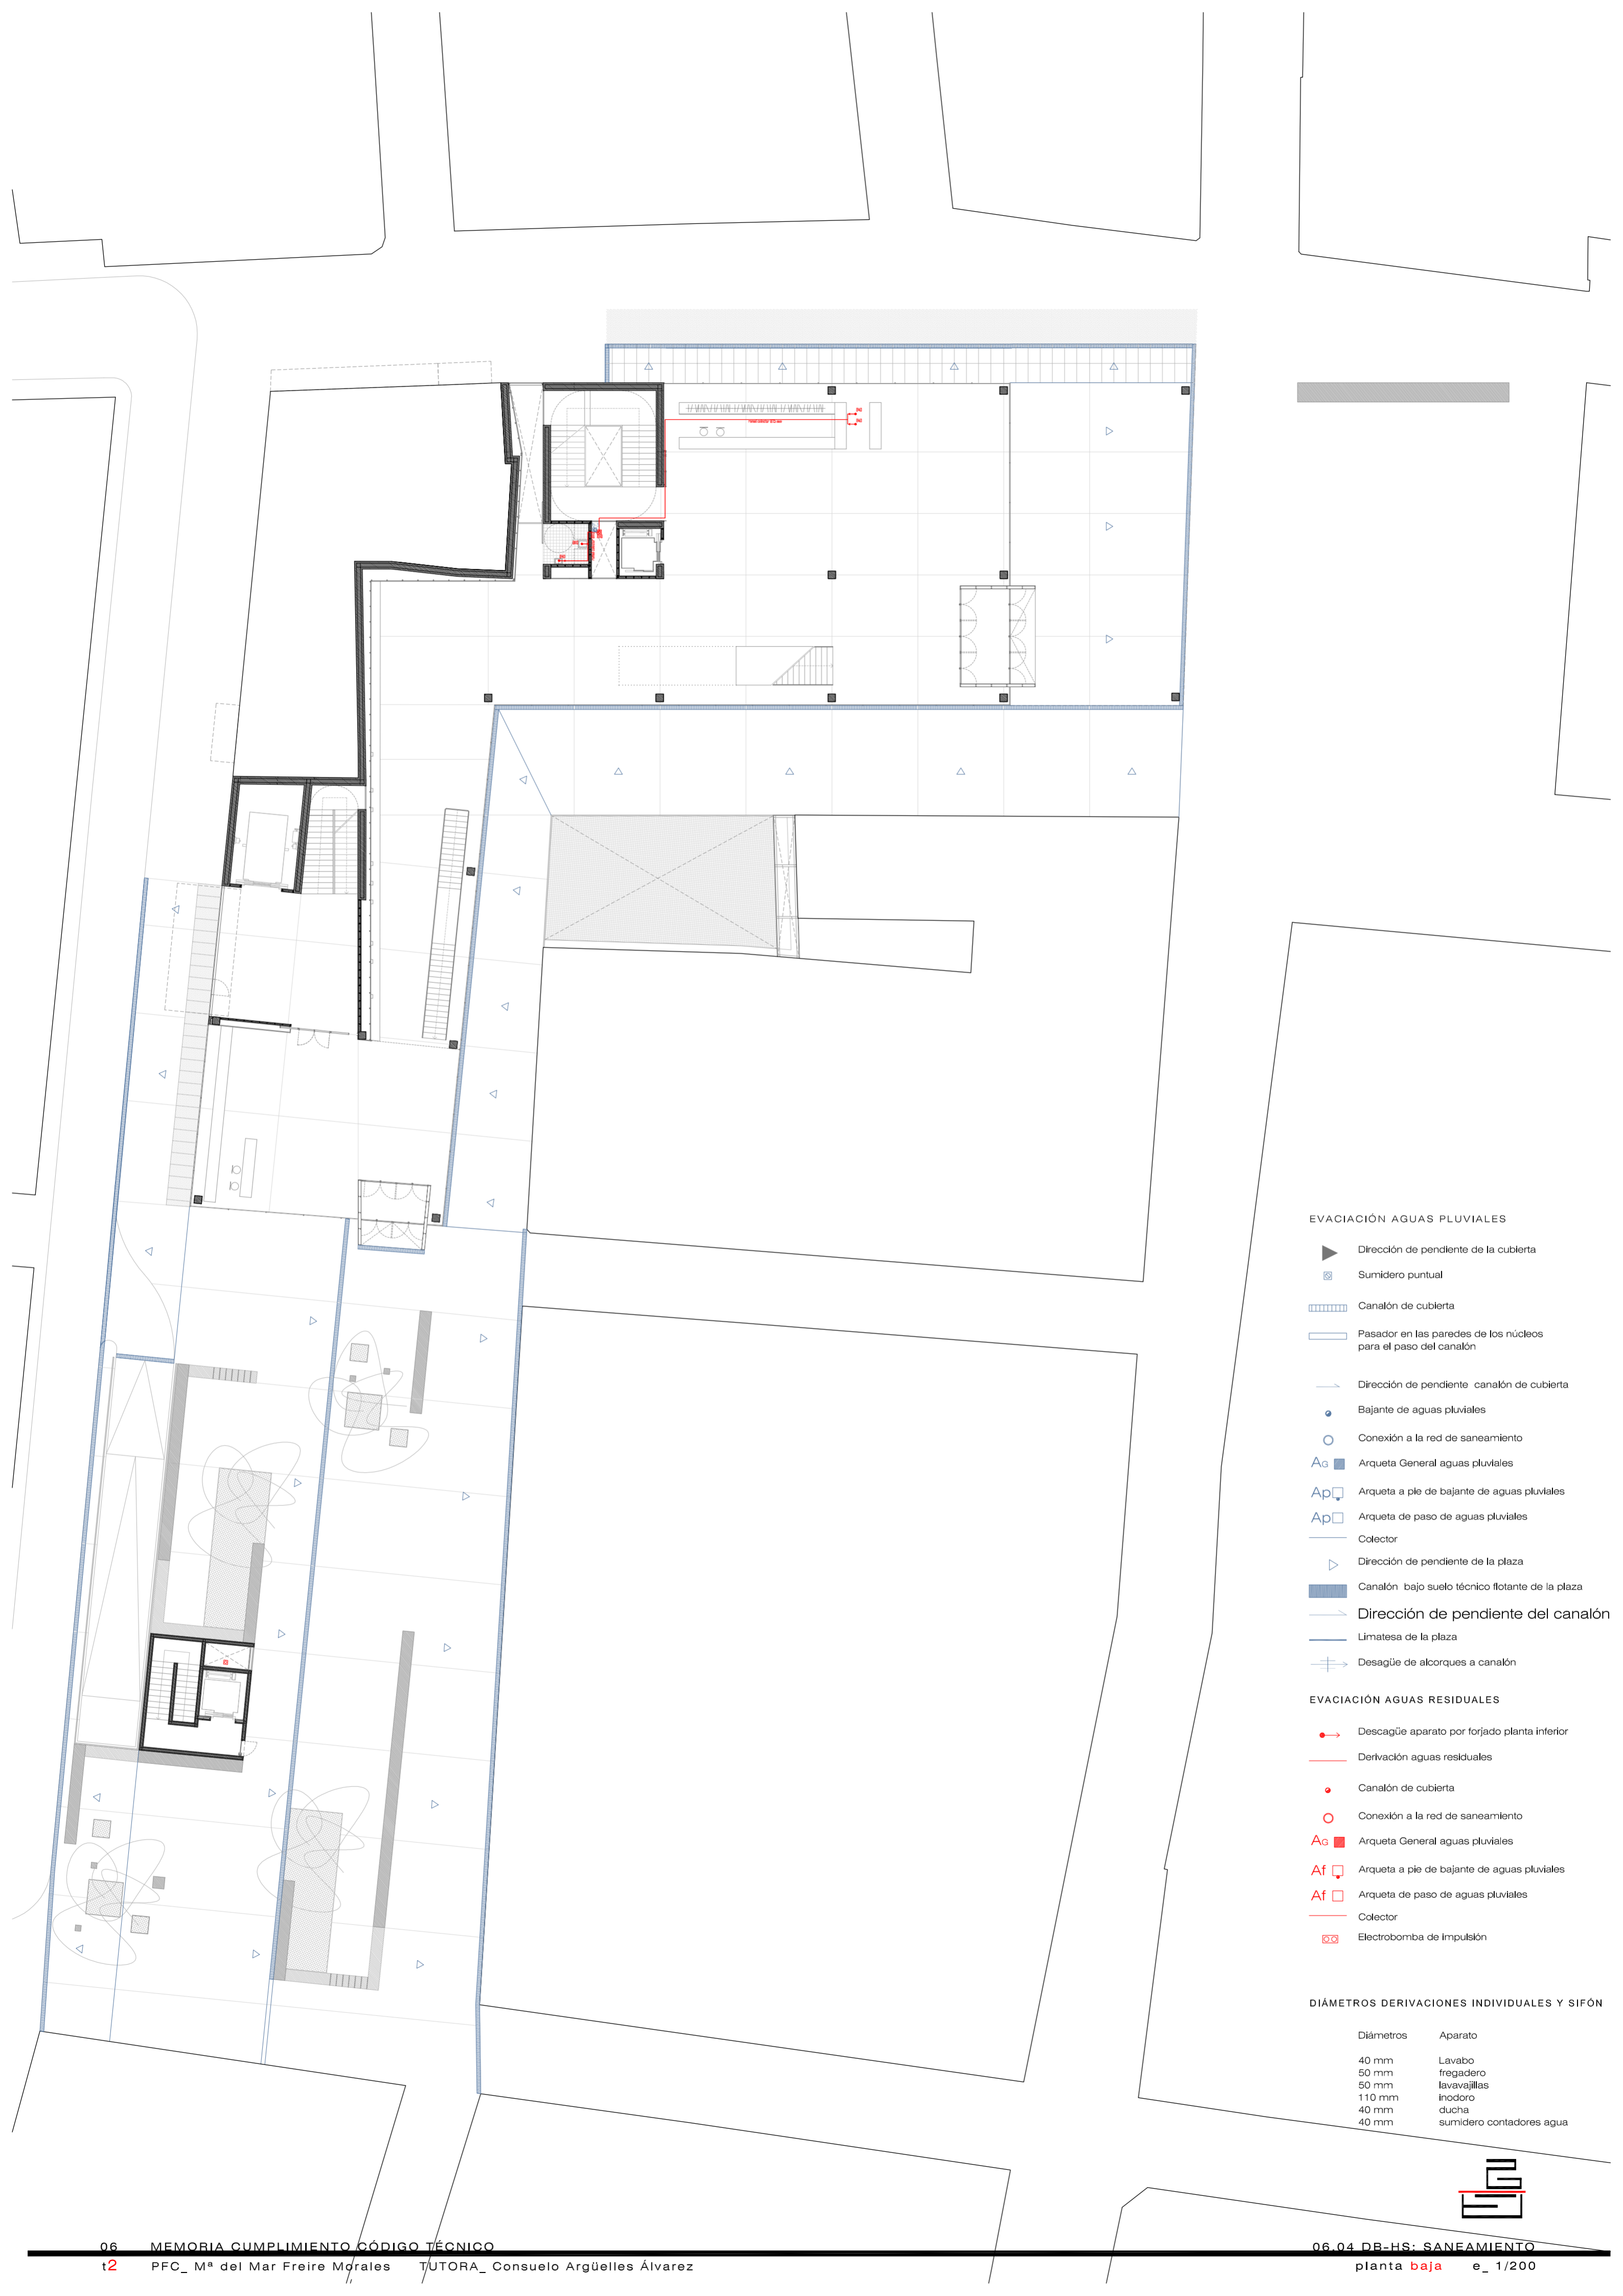 EVACIACIÓN AGUAS PLUVIALES
Dirección de pendiente de la cubierta
Sumidero puntual
Canalón de cubierta
Pasador en las paredes de los núcleos
para el paso del canalón
Dirección de pendiente canalón de cubierta
Bajante de aguas pluviales
Conexión a la red de saneamiento
AG Arqueta General aguas pluviales
Ap Arqueta a pie de bajante de aguas pluviales
Ap Arqueta de paso de aguas pluviales
Colector
Dirección de pendiente de la plaza
Canalón bajo suelo técnico flotante de la plaza
Dirección de pendiente del canalón
Limatesa de la plaza
Desagüe de alcorques a canalón
EVACIACIÓN AGUAS RESIDUALES
Descagüe aparato por forjado planta inferior
Derivación aguas residuales
Canalón de cubierta
Conexión a la red de saneamiento
AG Arqueta General aguas pluviales
Af Arqueta a pie de bajante de aguas pluviales
Af Arqueta de paso de aguas pluviales
Colector
Electrobomba de impulsión
DIÁMETROS DERIVACIONES INDIVIDUALES Y SIFÓN
Diámetros Aparato
40 mm Lavabo
50 mm fregadero
50 mm lavavajillas
110 mm inodoro
40 mm ducha
40 mm sumidero contadores agua
06 MEMORIA CUMPLIMIENTO CÓDIGO TÉCNICO
06.04 DB-HS: SANEAMIENTO
t2 PFC_ Mª del Mar Freire Morales TUTORA_ Consuelo Argüelles Álvarez
planta baja e_ 1/200